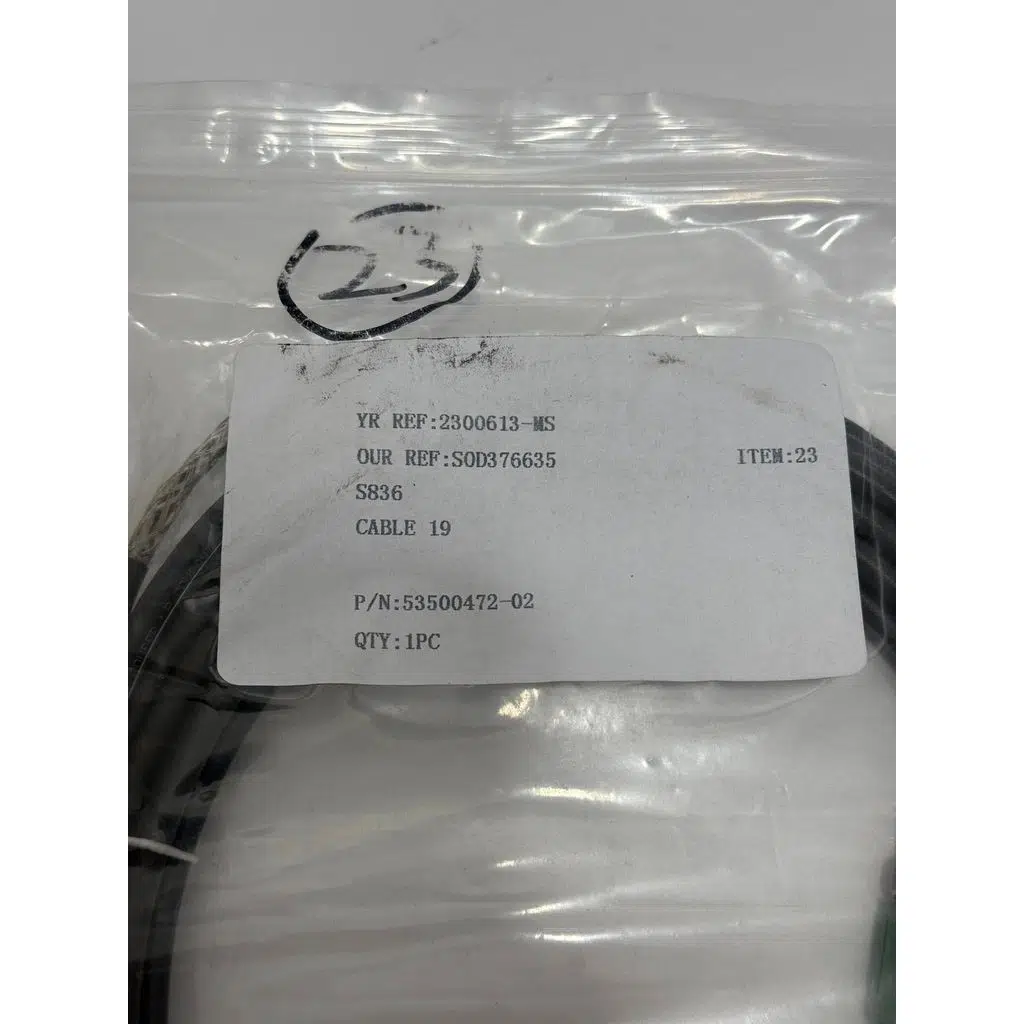 23
YR REF:2300613-MS
OUR REF:SOD376635 ITEM:23
S836
CABLE 19
P/N:53500472-02
QTY:1PC